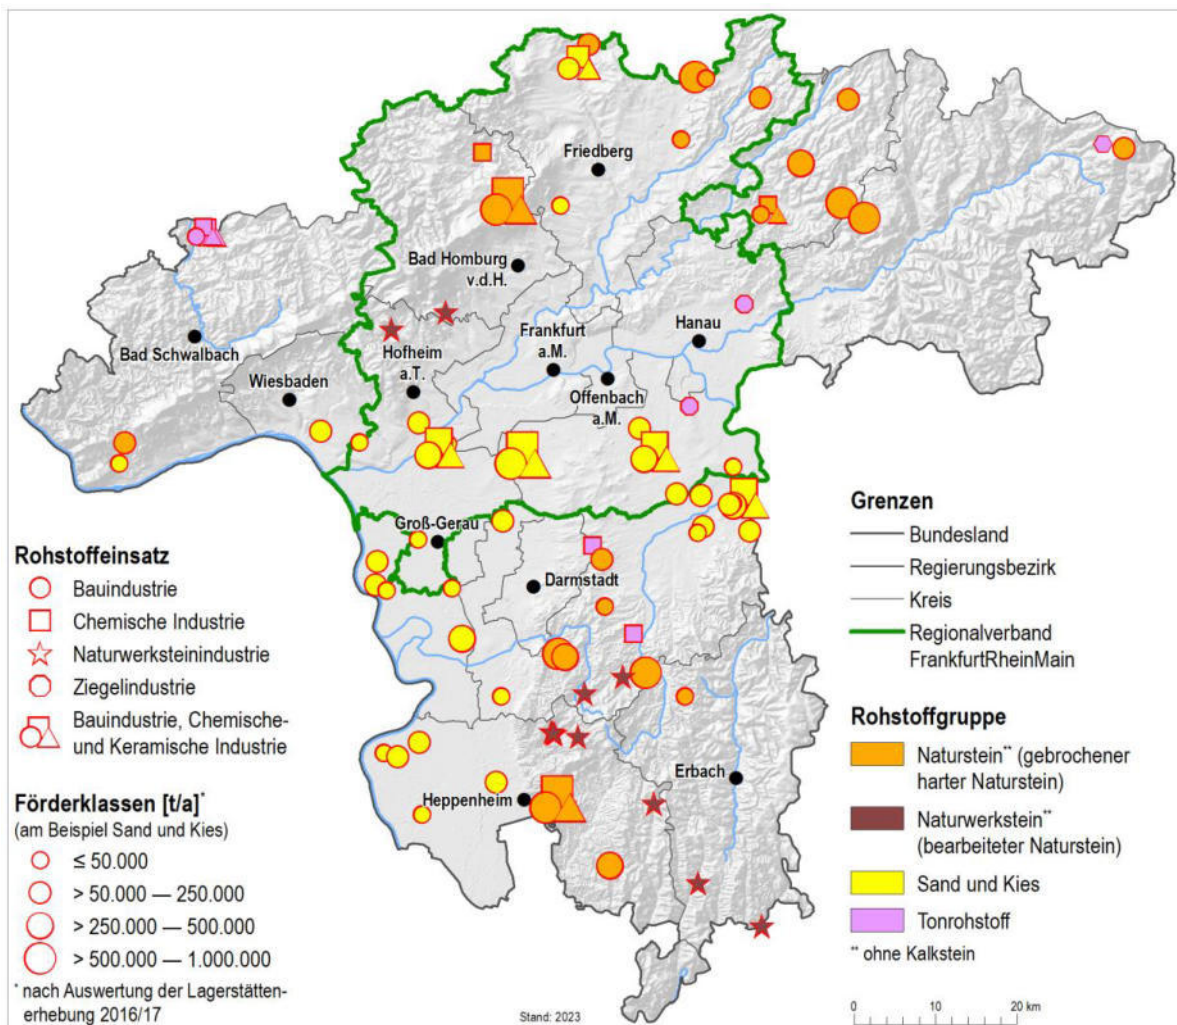 Friedberg
Bad Homburg
v.d.H.
Hanau
Frankfurt
a.M.
Bad Schwalbach
Hofheim
a.T.
Wiesbaden
Offenbach
a.M.
Groß-Gerau
Darmstadt
Erbach
Heppenheim
Rohstoffeinsatz
Bauindustrie
Chemische Industrie
Naturwerksteinindustrie
Ziegelindustrie
Bauindustrie, Chemische-
und Keramische Industrie
Förderklassen [t/a]*
(am Beispiel Sand und Kies)
≤ 50.000
> 50.000 — 250.000
> 250.000 — 500.000
> 500.000 — 1.000.000
* nach Auswertung der Lagerstätten-
erhebung 2016/17
Stand: 2023
Grenzen
Bundesland
Regierungsbezirk
Kreis
Regionalverband
FrankfurtRheinMain
Rohstoffgruppe
Naturstein** (gebrochener
harter Naturstein)
Naturwerkstein**
(bearbeiteter Naturstein)
Sand und Kies
Tonrohstoff
** ohne Kalkstein
0 10 20 km